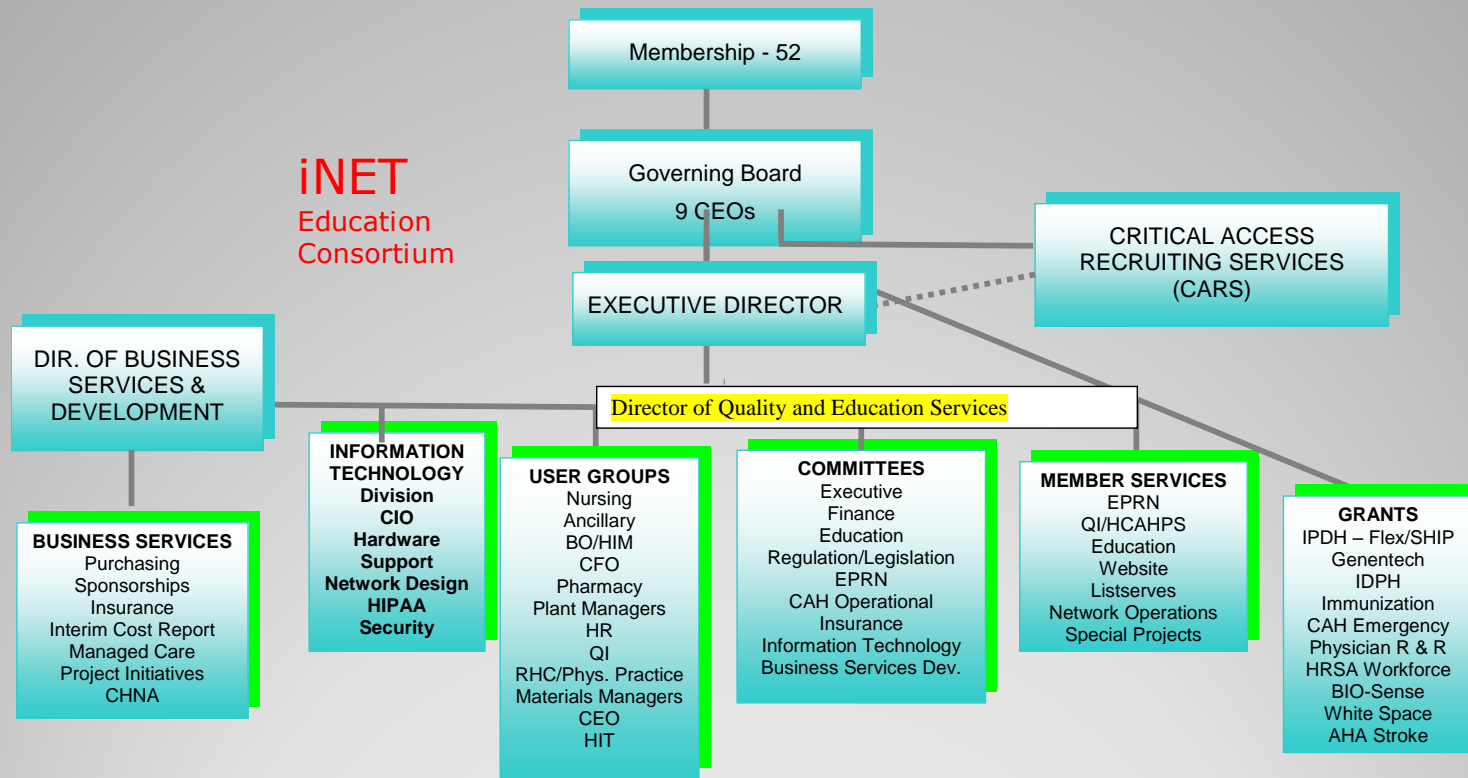 Membership - 52
Governing Board
9 CEOs
iNET
Education
Consortium
CRITICAL ACCESS
RECRUITING SERVICES
(CARS)
EXECUTIVE DIRECTOR
DIR. OF BUSINESS
SERVICES &
DEVELOPMENT
Director of Quality and Education Services
BUSINESS SERVICES
Purchasing
Sponsorships
Insurance
Interim Cost Report
Managed Care
Project Initiatives
CHNA
INFORMATION
TECHNOLOGY
Division
CIO
Hardware
Support
Network Design
HIPAA
Security
USER GROUPS
Nursing
Ancillary
BO/HIM
CFO
Pharmacy
Plant Managers
HR
QI
RHC/Phys. Practice
Materials Managers
CEO
HIT
COMMITTEES
Executive
Finance
Education
Regulation/Legislation
EPRN
CAH Operational
Insurance
Information Technology
Business Services Dev.
MEMBER SERVICES
EPRN
QI/HCAHPS
Education
Website
Listserves
Network Operations
Special Projects
GRANTS
IPDH – Flex/SHIP
Genentech
IDPH
Immunization
CAH Emergency
Physician R & R
HRSA Workforce
BIO-Sense
White Space
AHA Stroke